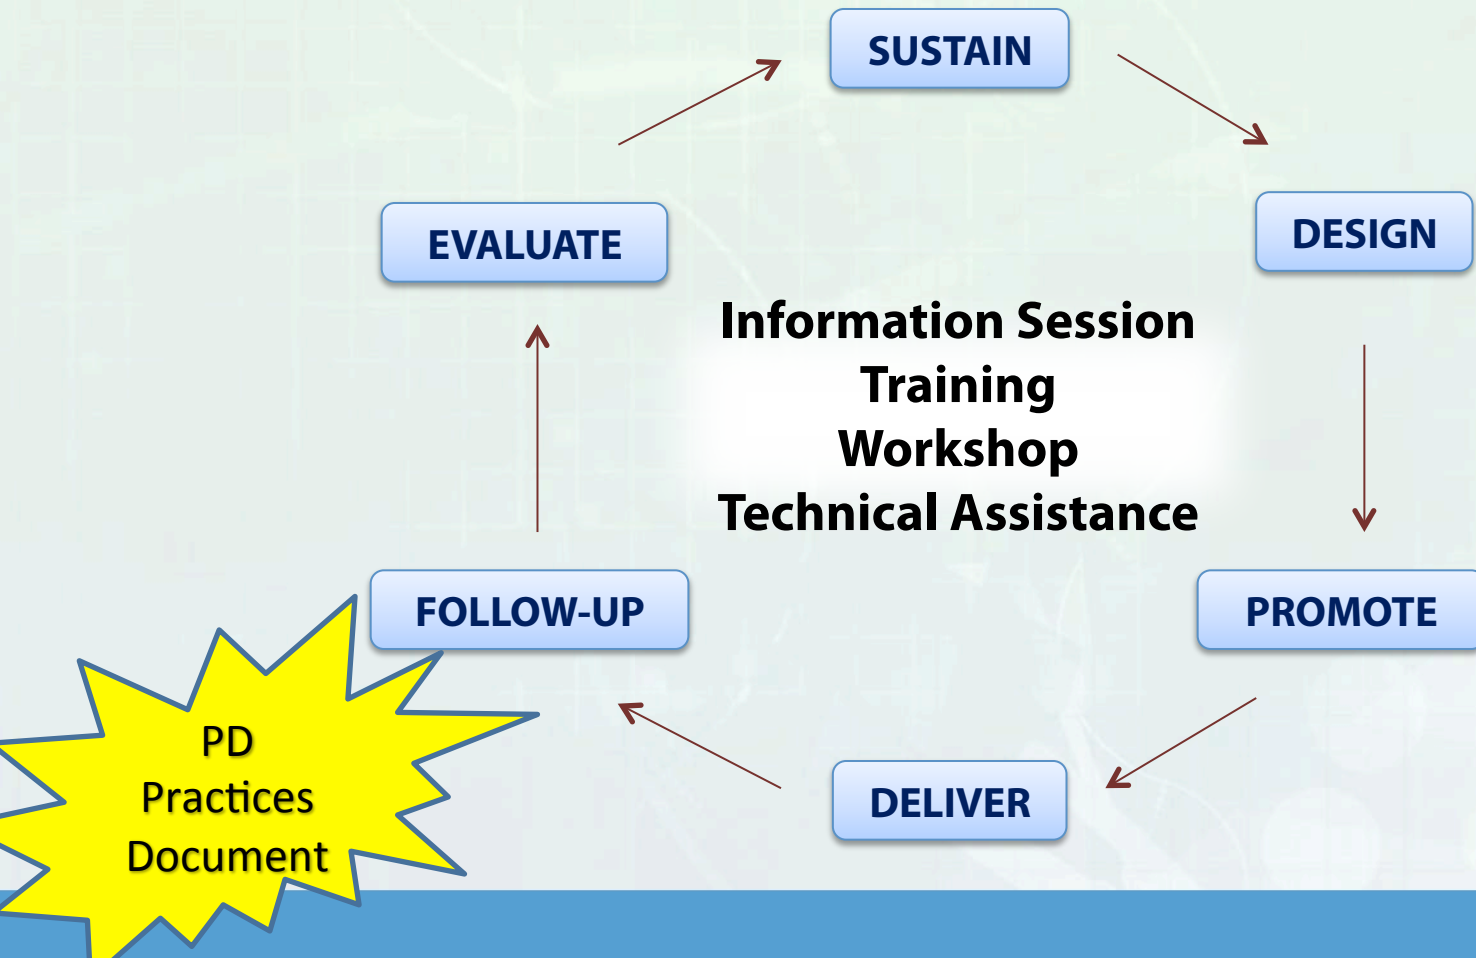 SUSTAIN
EVALUATE
DESIGN
Information Session
Training
Workshop
Technical Assistance
FOLLOW-UP
PROMOTE
DELIVER
PD
Practices
Document